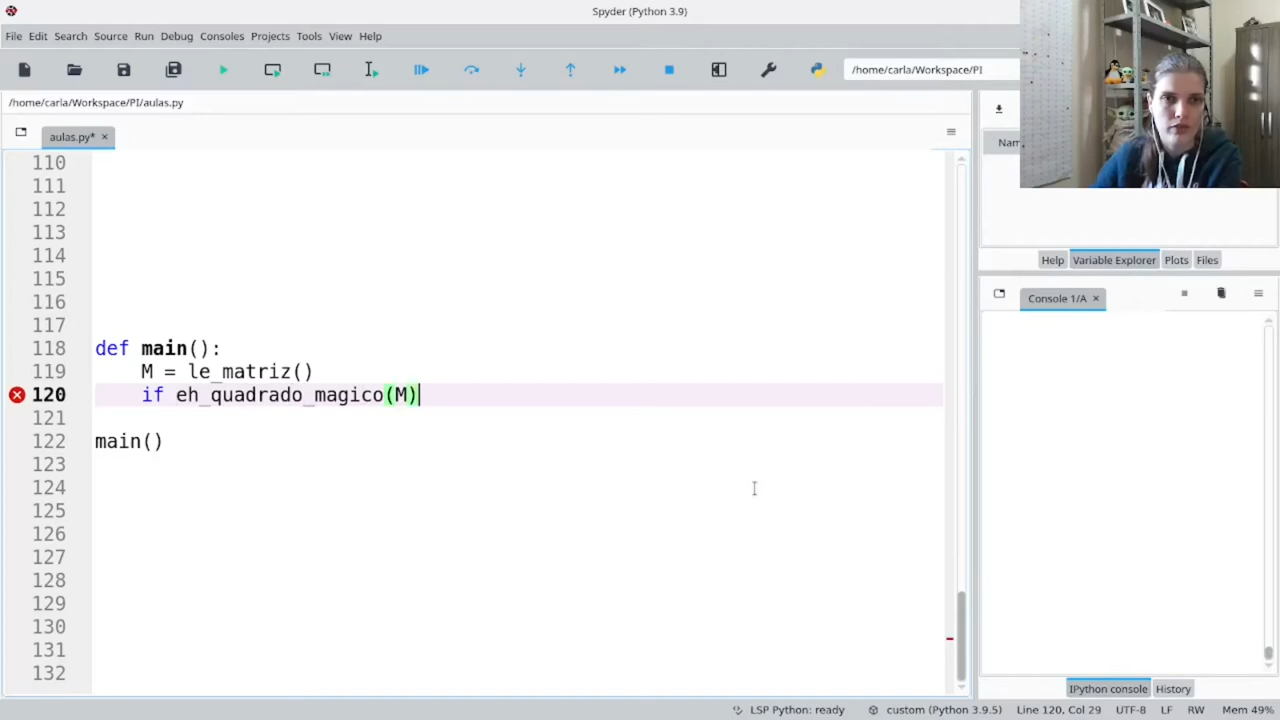 Spyder (Python 3.9)
File Edit Search Source Run Debug Consoles Projects Tools View Help
/home/carla/Workspace/PI
/home/carla/Workspace/PI/aulas.py
aulas.py*
110
111
112
113
114
115
116
117
118 def main():
119 M = le_matriz()
120 if eh_quadrado_magico(M)
121
122 main()
123
124
125
126
127
128
129
130
131
132
Nam
Help Variable Explorer Plots Files
Console 1/A
IPython console History
LSP Python: ready custom (Python 3.9.5) Line 120, Col 29 UTF-8 LF RW Mem 49%